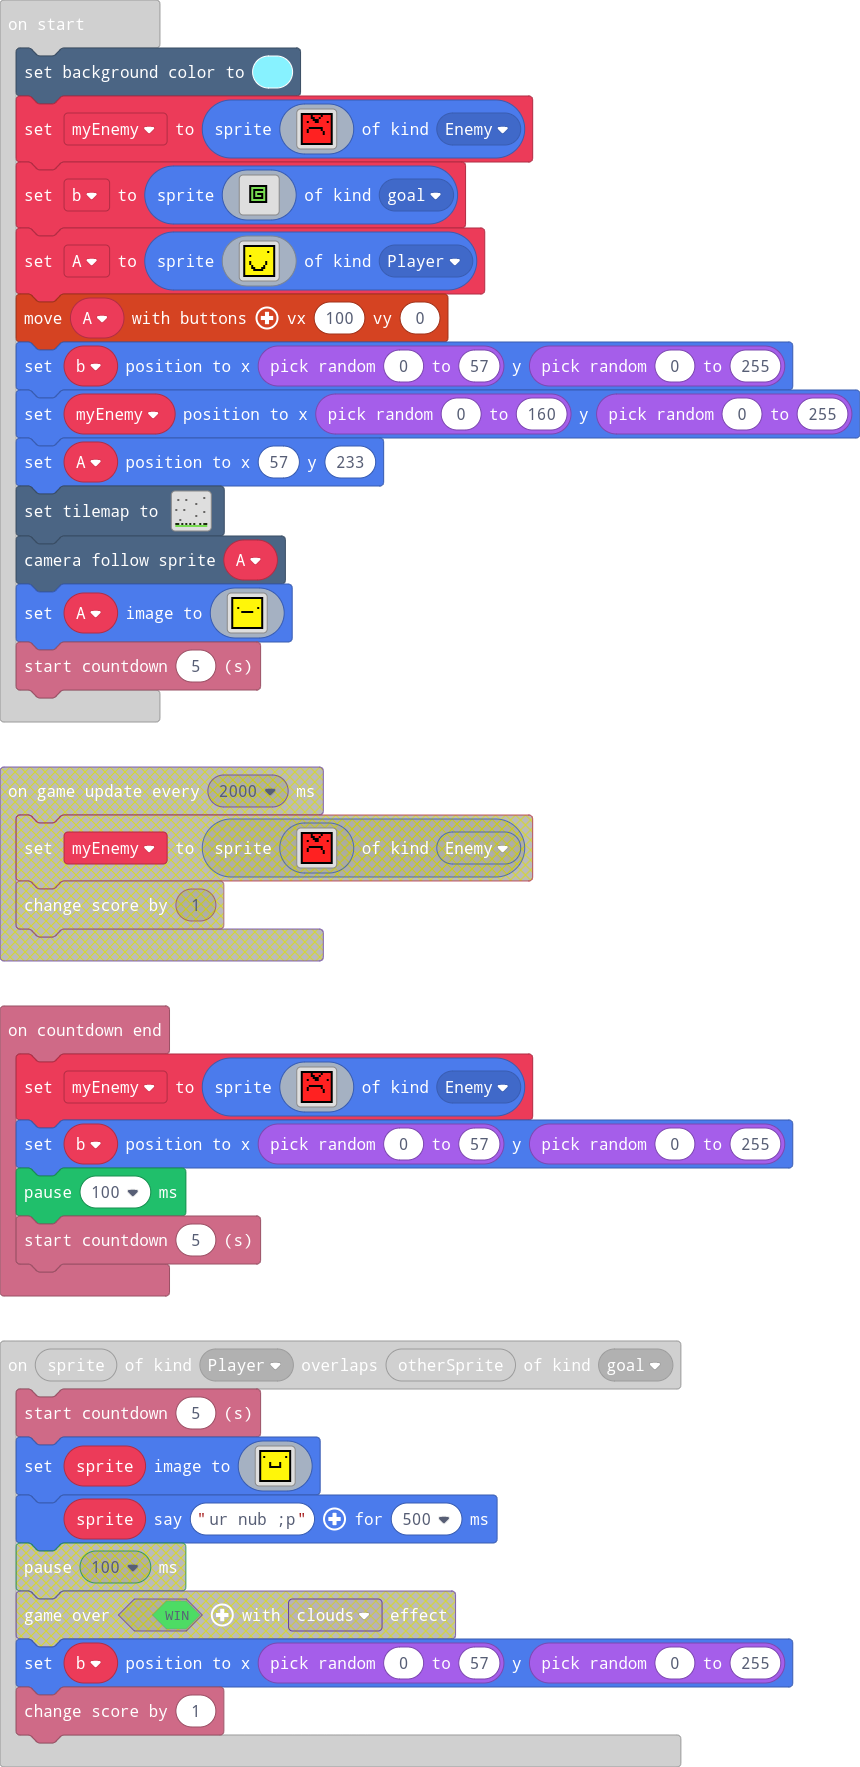 on start
set background color to
set myEnemy to sprite of kind Enemy
set b to sprite of kind goal
set A to sprite of kind Player
move A with buttons vx 100 vy 0
set b position to x pick random 0 to 57 y pick random 0 to 255
set myEnemy position to x pick random 0 to 160 y pick random 0 to 255
set A position to x 57 y 233
set tilemap to
camera follow sprite A
set A image to
start countdown 5 (s)
on game update every 2000 ms
set myEnemy to sprite of kind Enemy
change score by 1
on countdown end
set myEnemy to sprite of kind Enemy
set b position to x pick random 0 to 57 y pick random 0 to 255
pause 100 ms
start countdown 5 (s)
on sprite of kind Player overlaps otherSprite of kind goal
start countdown 5 (s)
set sprite image to
sprite say "ur nub ;p" for 500 ms
pause 100 ms
game over WIN with clouds effect
set b position to x pick random 0 to 57 y pick random 0 to 255
change score by 1